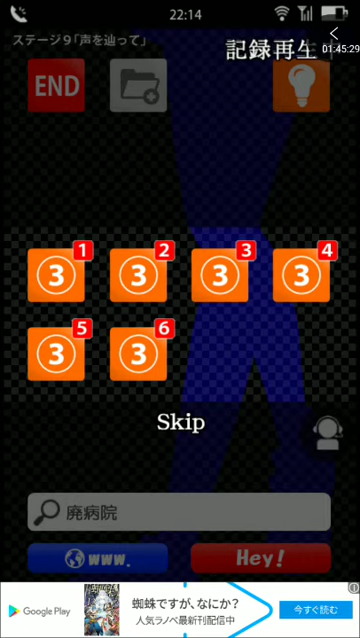 22:14
ステージ9「声を辿って」
記録再生中
01:45:29
END
1 2 3 4
3 3 3 3
5 6
3 3
Skip
廃病院
www.
Hey!
Google Play
蜘蛛ですが、なにか？
人気ラノベ最新刊配信中
今すぐ読む